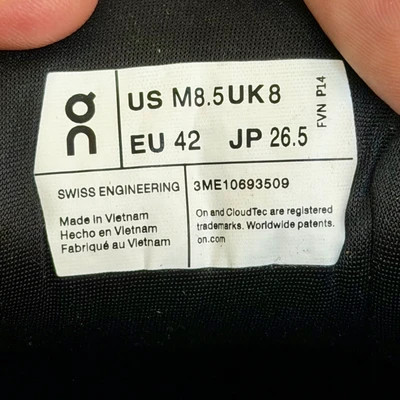 on
US M8.5 UK 8
EU 42 JP 26.5
FVN P14
SWISS ENGINEERING
3ME10693509
Made in Vietnam
Hecho en Vietnam
Fabriqué au Vietnam
On and CloudTec are registered
trademarks. Worldwide patents.
on.com